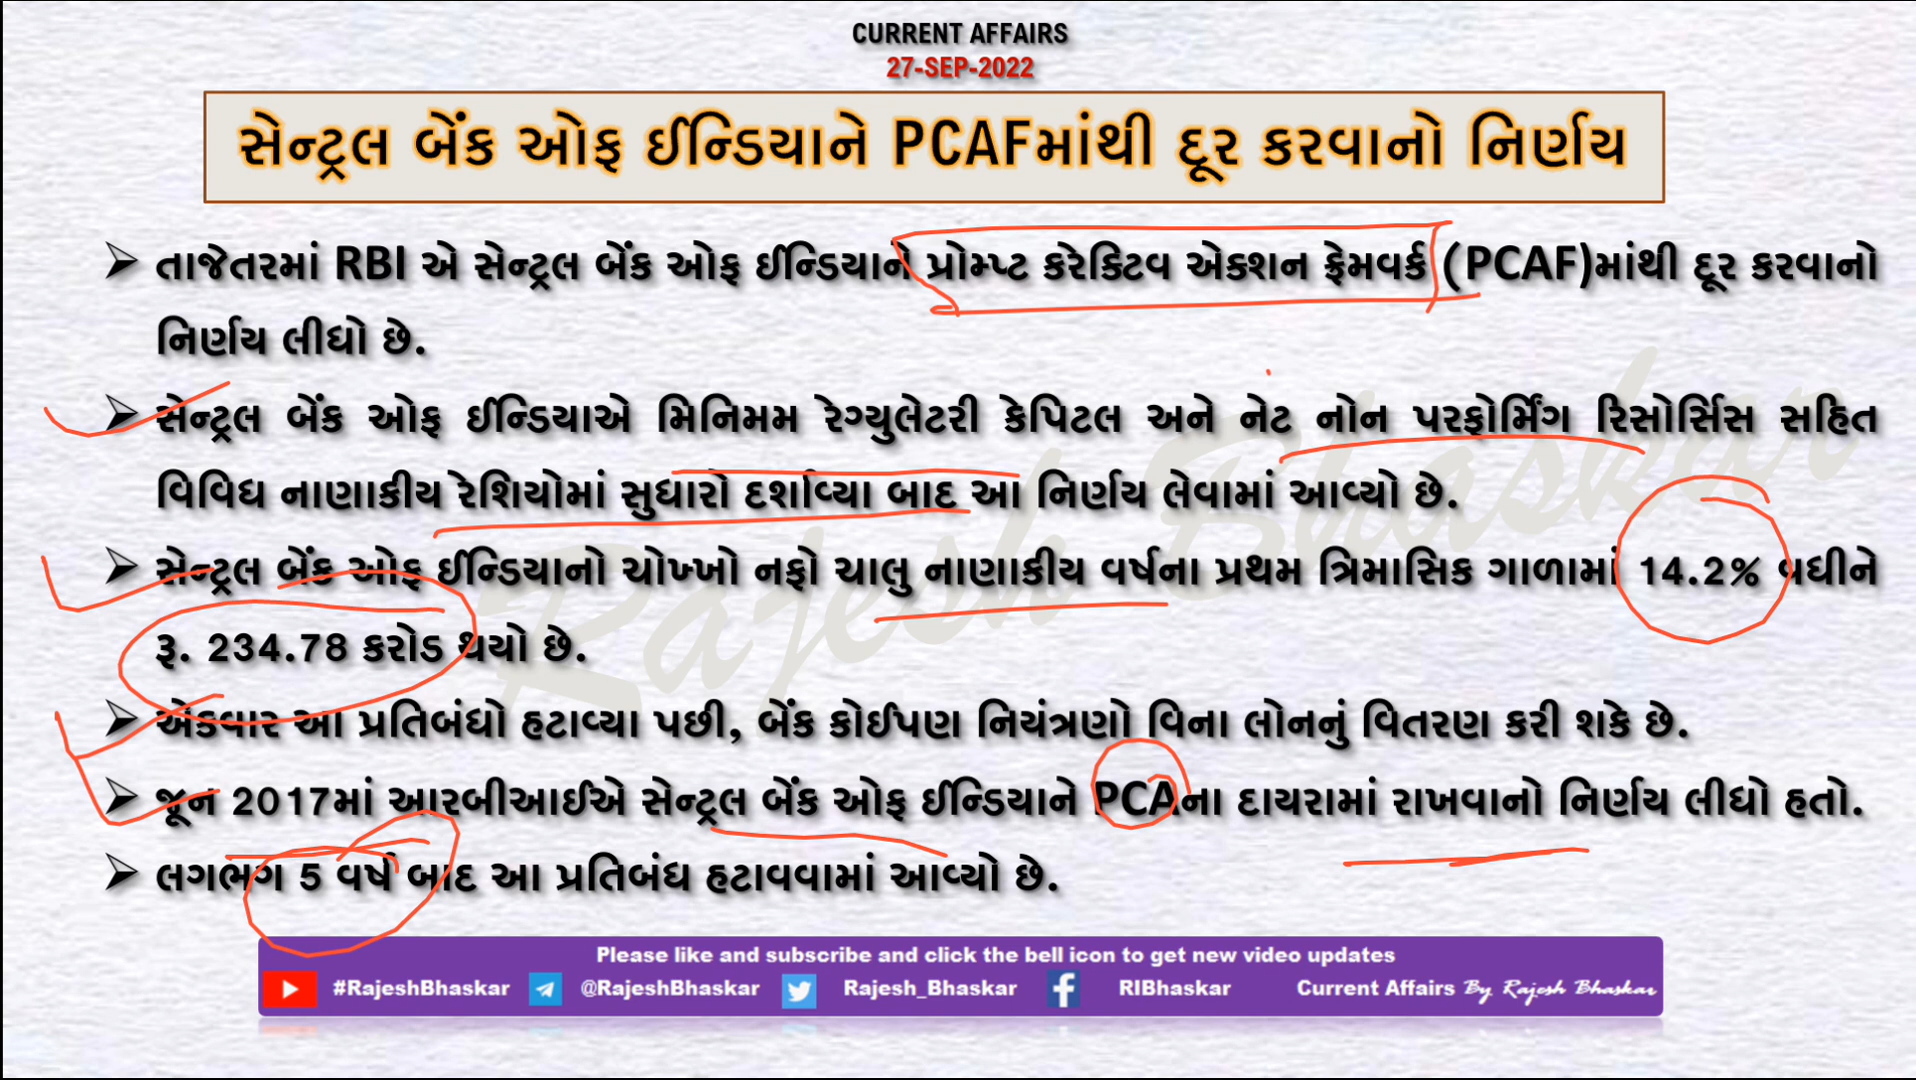 CURRENT AFFAIRS
27-SEP-2022
સેન્ટ્રલ બેંક ઓફ ઈન્ડિયાને PCAFમાંથી દૂર કરવાનો નિર્ણય
➢ તાજેતરમાં RBI એ સેન્ટ્રલ બેંક ઓફ ઈન્ડિયાને પ્રોમ્પ્ટ કરેક્ટિવ એક્શન ફ્રેમવર્ક (PCAF)માંથી દૂર કરવાનો
નિર્ણય લીધો છે.
➢ સેન્ટ્રલ બેંક ઓફ ઈન્ડિયાએ મિનિમમ રેગ્યુલેટરી કેપિટલ અને નેટ નોન પરફોર્મિંગ રિસોર્સિસ સહિત
વિવિધ નાણાકીય રેશિયોમાં સુધારો દર્શાવ્યા બાદ આ નિર્ણય લેવામાં આવ્યો છે.
➢ સેન્ટ્રલ બેંક ઓફ ઈન્ડિયાનો ચોખ્ખો નફો ચાલુ નાણાકીય વર્ષના પ્રથમ ત્રિમાસિક ગાળામાં 14.2% વધીને
રૂ. 234.78 કરોડ થયો છે.
➢ એકવાર આ પ્રતિબંધો હટાવ્યા પછી, બેંક કોઈપણ નિયંત્રણો વિના લોનનું વિતરણ કરી શકે છે.
➢ જૂન 2017માં આરબીઆઈએ સેન્ટ્રલ બેંક ઓફ ઈન્ડિયાને PCAના દાયરામાં રાખવાનો નિર્ણય લીધો હતો.
➢ લગભગ 5 વર્ષ બાદ આ પ્રતિબંધ હટાવવામાં આવ્યો છે.
Rajesh Bhaskar
Please like and subscribe and click the bell icon to get new video updates
#RajeshBhaskar @RajeshBhaskar Rajesh_Bhaskar RIBhaskar Current Affairs By Rajesh Bhaskar